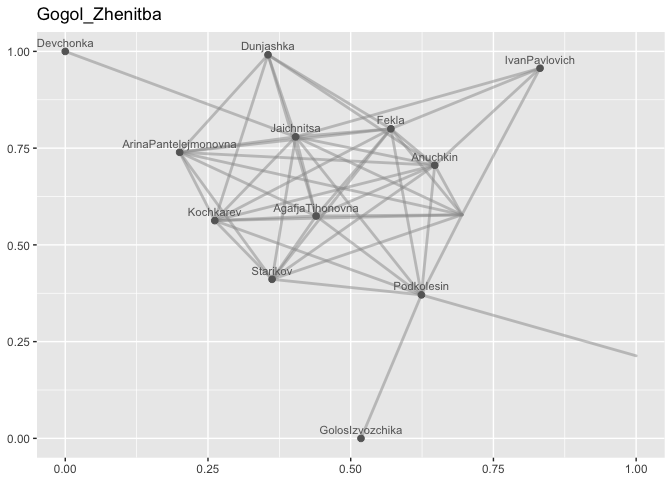 Gogol_Zhenitba
Devchonka
Dunjashka
IvanPavlovich
Fekla
Jaichnitsa
ArinaPantelejmonovna
Anuchkin
Kochkarev
AgafjaTihonovna
Starikov
Podkolesin
GolosIzvozchika
1.00
0.75
0.50
0.25
0.00
0.00
0.25
0.50
0.75
1.00